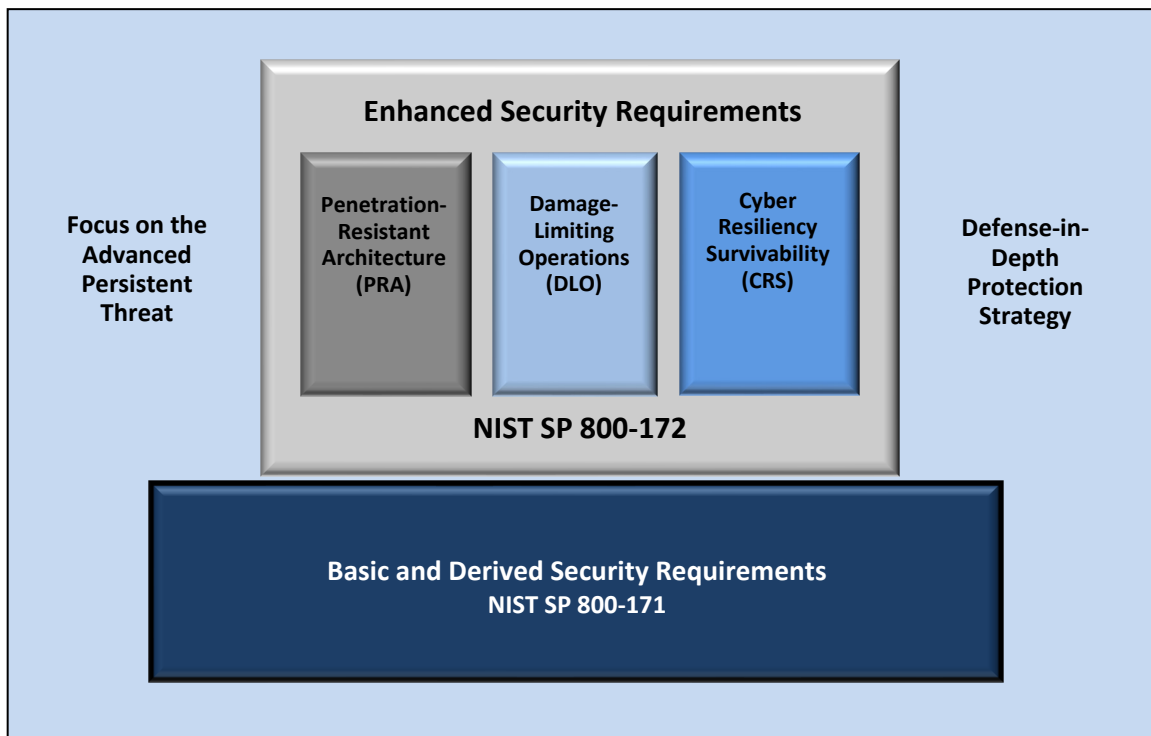 Enhanced Security Requirements
Penetration-
Resistant
Architecture
(PRA)
Damage-
Limiting
Operations
(DLO)
Cyber
Resiliency
Survivability
(CRS)
NIST SP 800-172
Focus on the
Advanced
Persistent
Threat
Defense-in-
Depth
Protection
Strategy
Basic and Derived Security Requirements
NIST SP 800-171